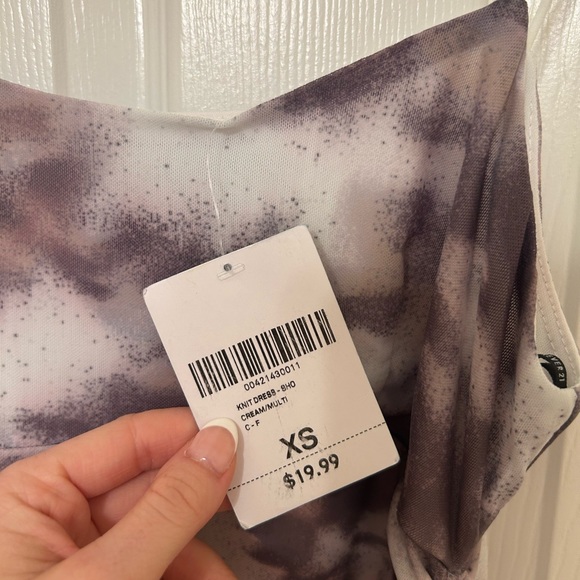 00421430011
KNIT DRESS - SHO
CREAM/MULTI
C - F
XS
$19.99